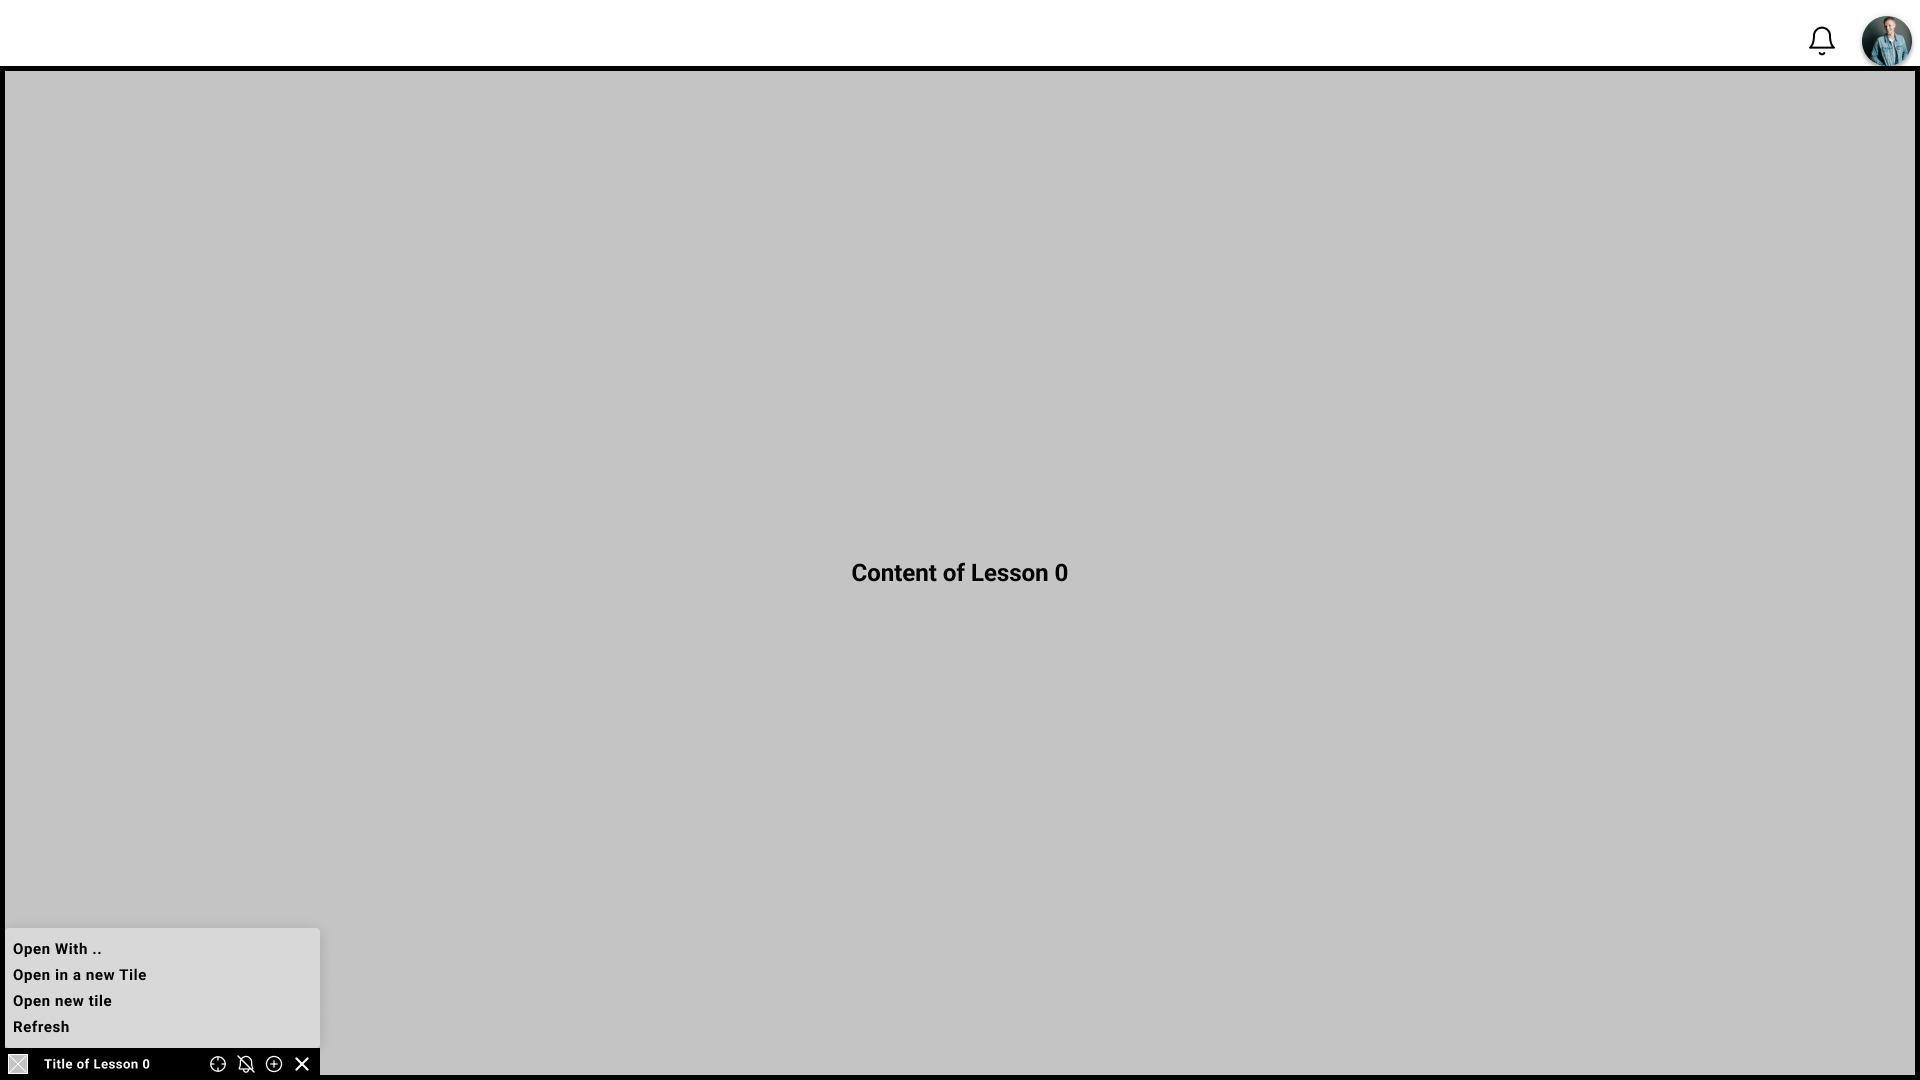 Content of Lesson 0
Open With ..
Open in a new Tile
Open new tile
Refresh
Title of Lesson 0